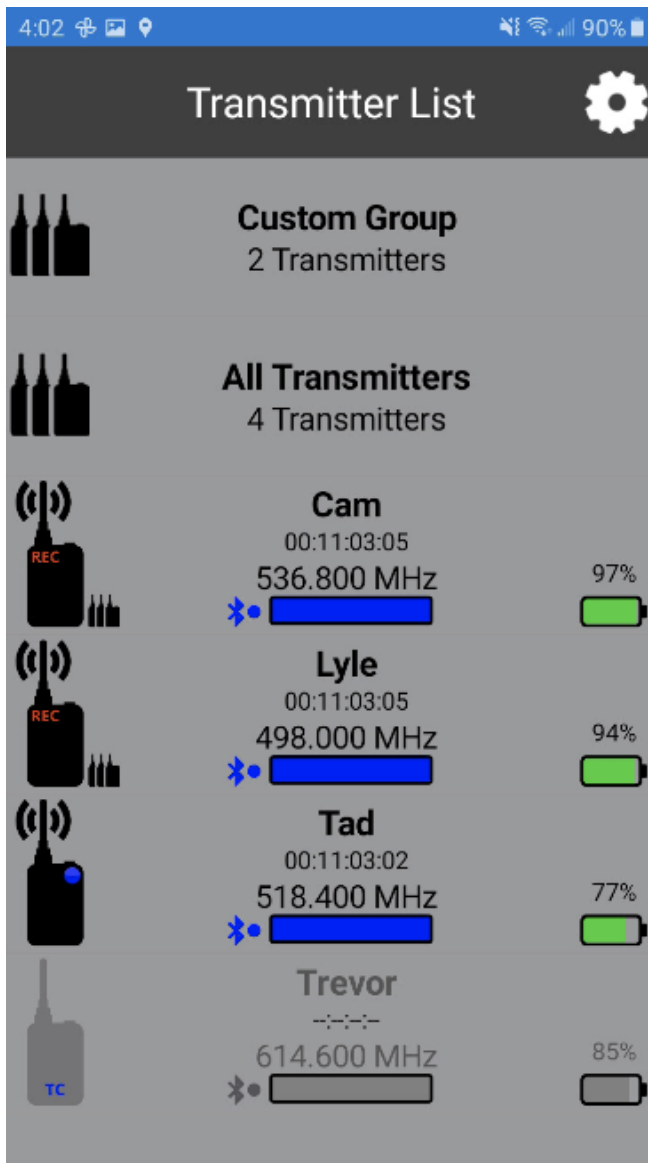 4:02
90%
Transmitter List
Custom Group
2 Transmitters
All Transmitters
4 Transmitters
Cam
00:11:03:05
REC
536.800 MHz
97%
Lyle
00:11:03:05
REC
498.000 MHz
94%
Tad
00:11:03:02
518.400 MHz
77%
Trevor
--:--:--:--
614.600 MHz
85%
TC